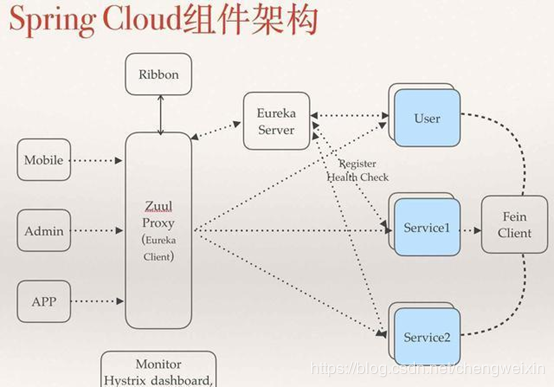 Spring Cloud组件架构
Ribbon
Eureka
Server
User
Mobile
Register
Health Check
Zuul
Proxy
(Eureka
Client)
Admin
Service1
Fein
Client
APP
Service2
Monitor
Hystrix dashboard,
https://blog.csdn.net/chengweixin